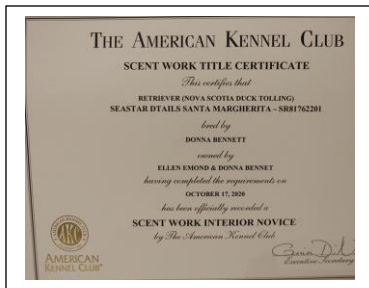 THE AMERICAN KENNEL CLUB
SCENT WORK TITLE CERTIFICATE
This certifies that
RETRIEVER (NOVA SCOTIA DUCK TOLLING)
SEASTAR DTAILS SANTA MARGHERITA – SR81762201
bred by
DONNA BENNETT
owned by
ELLEN EMOND & DONNA BENNET
having completed the requirements on
OCTOBER 17, 2020
has been officially recorded a
SCENT WORK INTERIOR NOVICE
by The American Kennel Club
AKC
AMERICAN
KENNEL CLUB
Executive Secretary